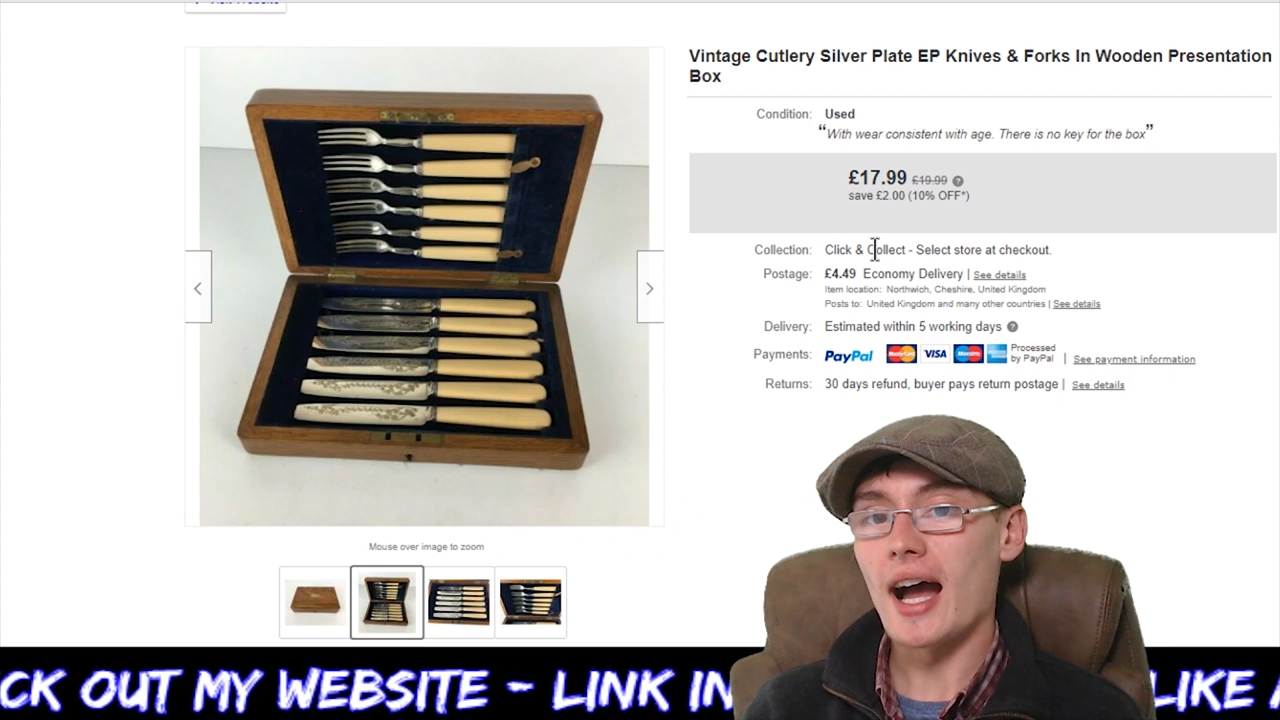 Vintage Cutlery Silver Plate EP Knives & Forks In Wooden Presentation
Box
Condition: Used
“With wear consistent with age. There is no key for the box”
£17.99 £19.99
save £2.00 (10% OFF*)
Collection: Click & Collect - Select store at checkout.
Postage: £4.49 Economy Delivery | See details
Item location: Northwich, Cheshire, United Kingdom
Posts to: United Kingdom and many other countries | See details
Delivery: Estimated within 5 working days
Payments: PayPal MasterCard VISA Maestro Processed
by PayPal | See payment information
Returns: 30 days refund, buyer pays return postage | See details
Mouse over image to zoom
CK OUT MY WEBSITE - LINK IN LIKE A